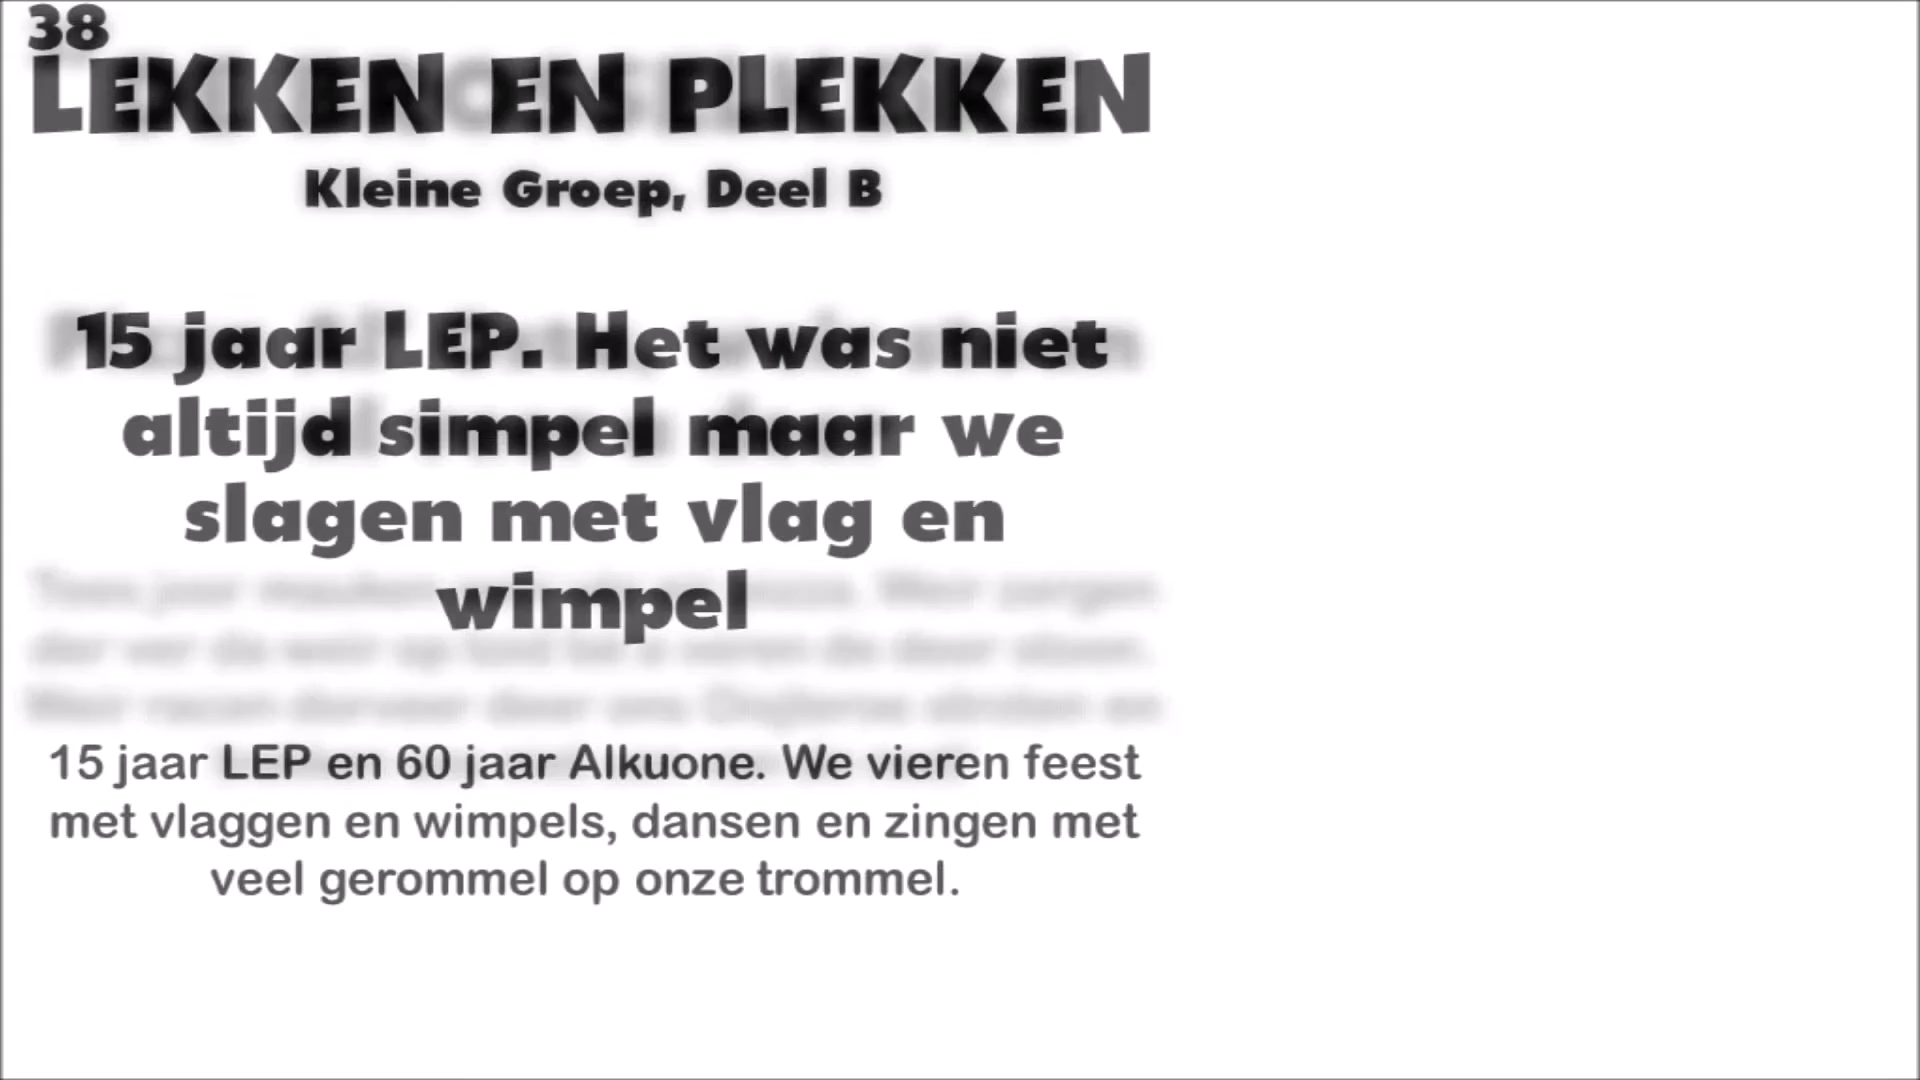 38
LEKKEN EN PLEKKEN
Kleine Groep, Deel B
15 jaar LEP. Het was niet
altijd simpel maar we
slagen met vlag en
wimpel
15 jaar LEP en 60 jaar Alkuone. We vieren feest
met vlaggen en wimpels, dansen en zingen met
veel gerommel op onze trommel.